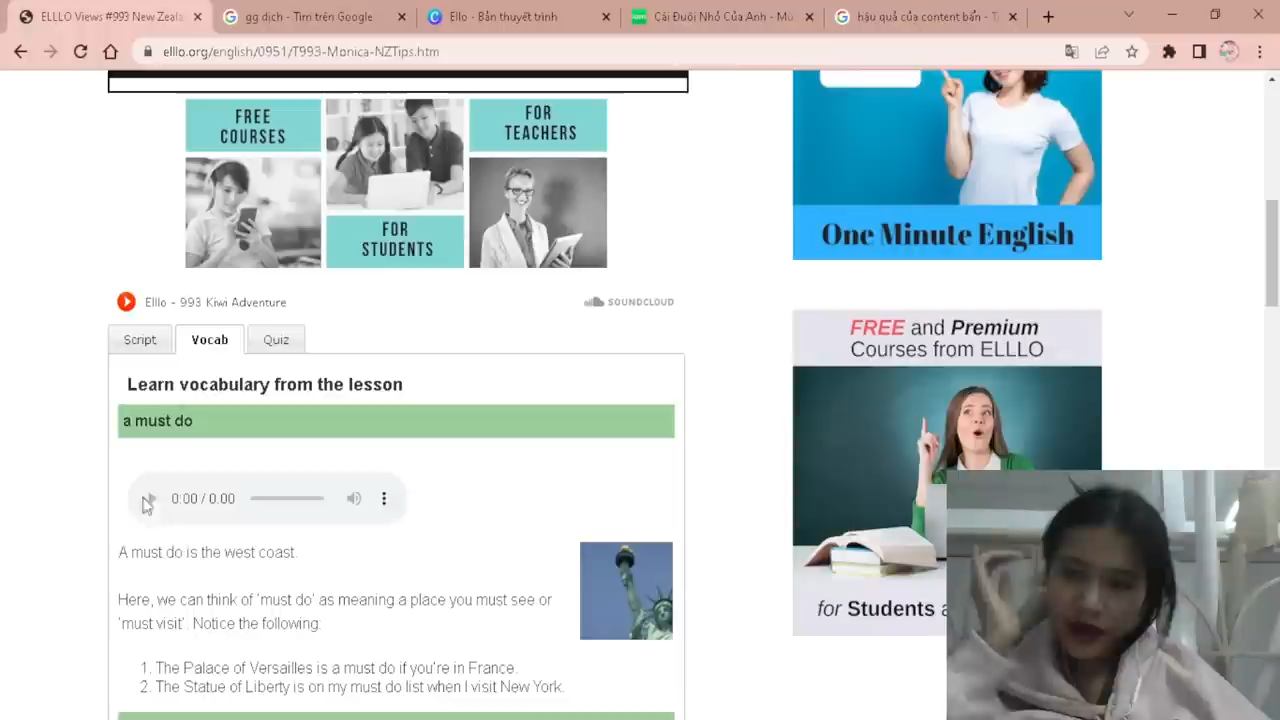 ELLLO Views #993 New Zeala
gg dịch - Tìm trên Google
Ello - Bản thuyết trình
Cái Đuôi Nhỏ Của Anh - Mù
hậu quả của content bẩn - T
elllo.org/english/0951/T993-Monica-NZTips.htm
FREE
COURSES
FOR
STUDENTS
FOR
TEACHERS
One Minute English
Elllo - 993 Kiwi Adventure
SOUNDCLOUD
Script
Vocab
Quiz
Learn vocabulary from the lesson
a must do
0:00 / 0:00
A must do is the west coast.
Here, we can think of 'must do' as meaning a place you must see or
'must visit'. Notice the following:
1. The Palace of Versailles is a must do if you're in France.
2. The Statue of Liberty is on my must do list when I visit New York.
FREE and Premium
Courses from ELLLO
for Students a